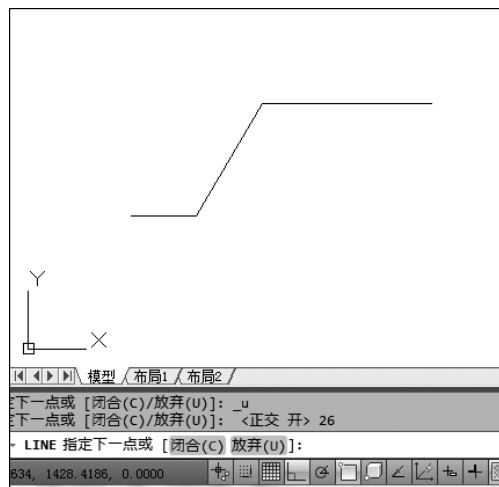 Y
X
模型 布局1 布局2
定下一点或 [闭合(C)/放弃(U)]: _u
定下一点或 [闭合(C)/放弃(U)]: <正交 开> 26
LINE 指定下一点或 [闭合(C) 放弃(U)]:
634, 1428.4186, 0.0000